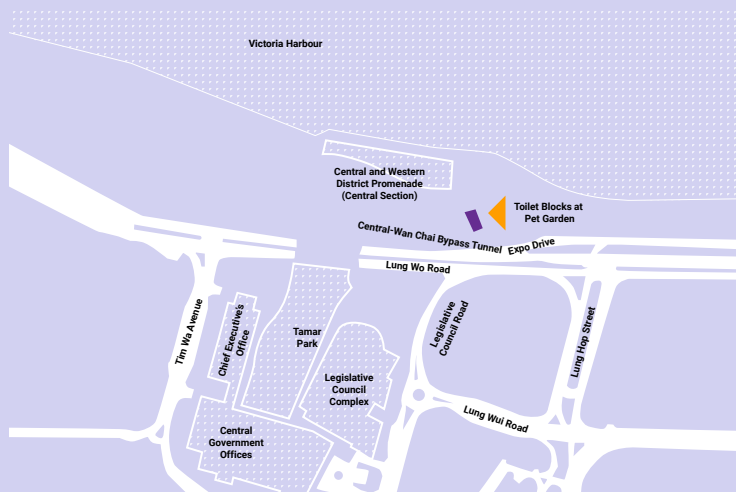 Victoria Harbour
Central and Western
District Promenade
(Central Section)
Toilet Blocks at
Pet Garden
Central-Wan Chai Bypass Tunnel
Expo Drive
Lung Wo Road
Tim Wa Avenue
Chief Executive's
Office
Tamar
Park
Legislative
Council Road
Lung Hop Street
Legislative
Council
Complex
Lung Wui Road
Central
Government
Offices